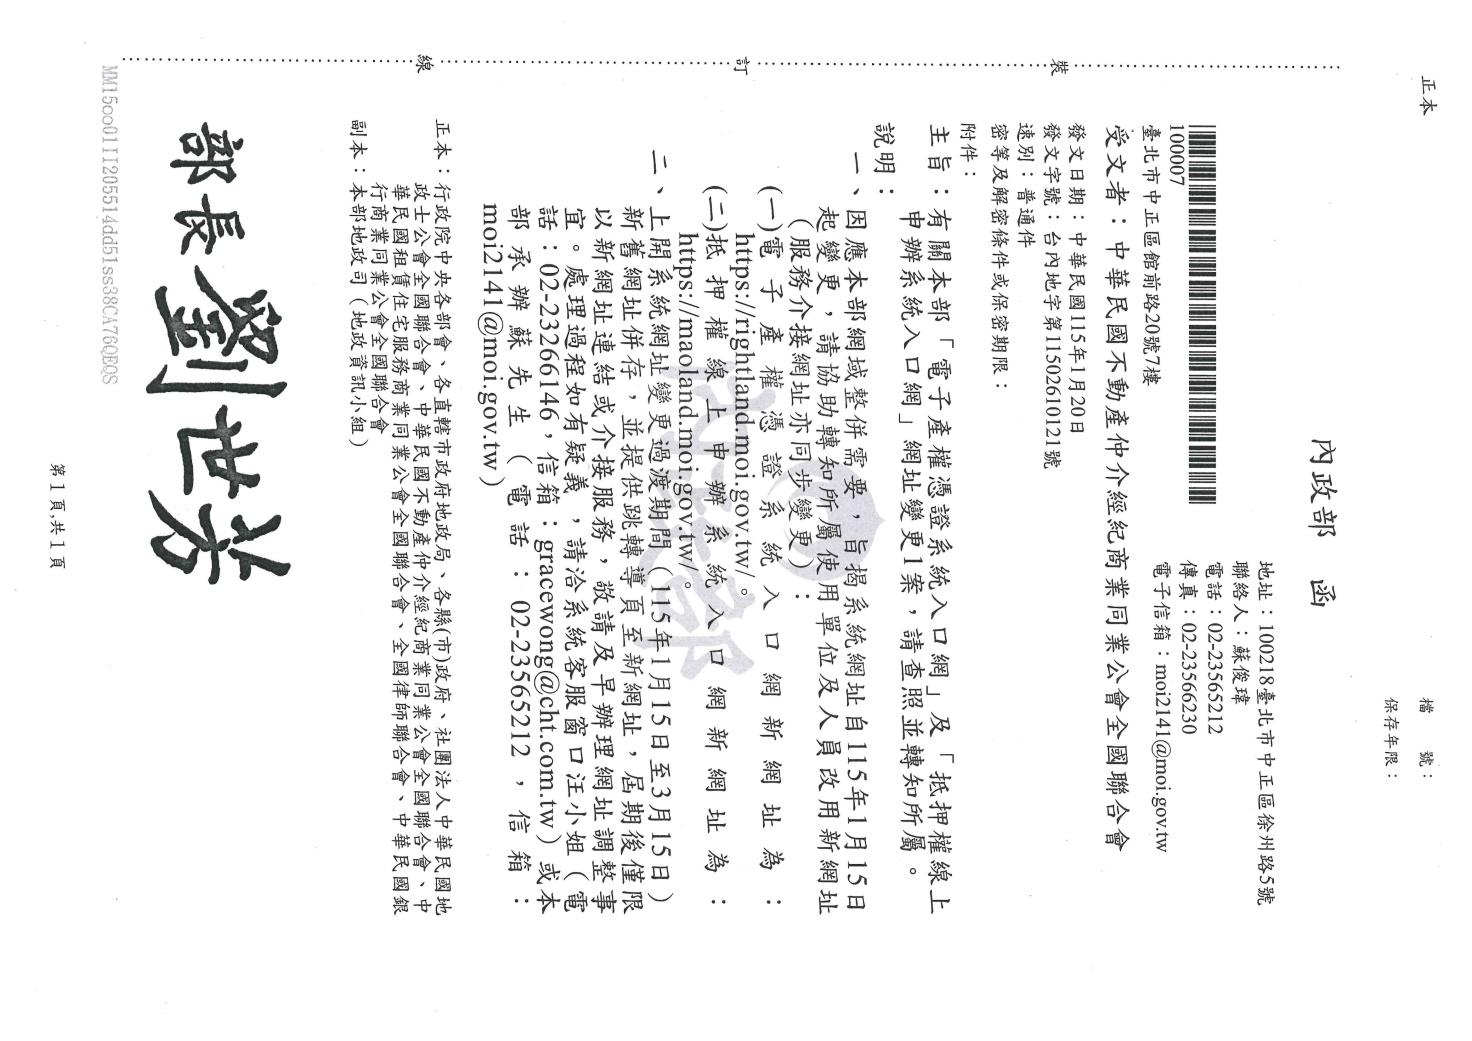 正本
檔　　號：
保存年限：
內政部　函
地址：100218臺北市中正區徐州路5號
聯絡人：蘇俊瑋
電話：02-23565212
傳真：02-23566230
電子信箱：moi2141@moi.gov.tw
100007
臺北市中正區館前路20號7樓
受文者：中華民國不動產仲介經紀商業同業公會全國聯合會
發文日期：中華民國115年1月20日
發文字號：台內地字第1150261012​1號
速別：普通件
密等及解密條件或保密期限：
附件：
主旨：有關本部「電子產權憑證系統入口網」及「抵押權線上
申辦系統入口網」網址變更1案，請查照並轉知所屬。
說明：
一、因應本部網域整併需要，旨揭系統網址自115年1月15日
起變更，請協助轉知所屬使用單位及人員改用新網址
（服務介接網址亦同步變更）：
(一)電子產權憑證系統入口網新網址為：
https://rightland.moi.gov.tw/。
(二)抵押權線上申辦系統入口網新網址為：
https://maoland.moi.gov.tw/。
二、上開系統網址變更過渡期間（115年1月15日至3月15日）
新舊網址併存，並提供跳轉導頁至新網址，屆期後僅限
以新網址連結或介接服務，敬請及早辦理網址調整事
宜。處理過程如有疑義，請洽系統客服窗口汪小姐（電
話：02-23266146，信箱：gracewong@cht.com.tw）或本
部承辦蘇先生（電話：02-23565212，信箱：
moi2141@moi.gov.tw）
正本：行政院中央各部會、各直轄市政府地政局、各縣(市)政府、社團法人中華民國地
政士公會全國聯合會、中華民國不動產仲介經紀商業同業公會全國聯合會、中
華民國租賃住宅服務商業同業公會全國聯合會、全國律師聯合會、中華民國銀
行商業同業公會全國聯合會
副本：本部地政司（地政資訊小組）
部長劉世芳
裝
訂
線
內政部
第1頁,共1頁